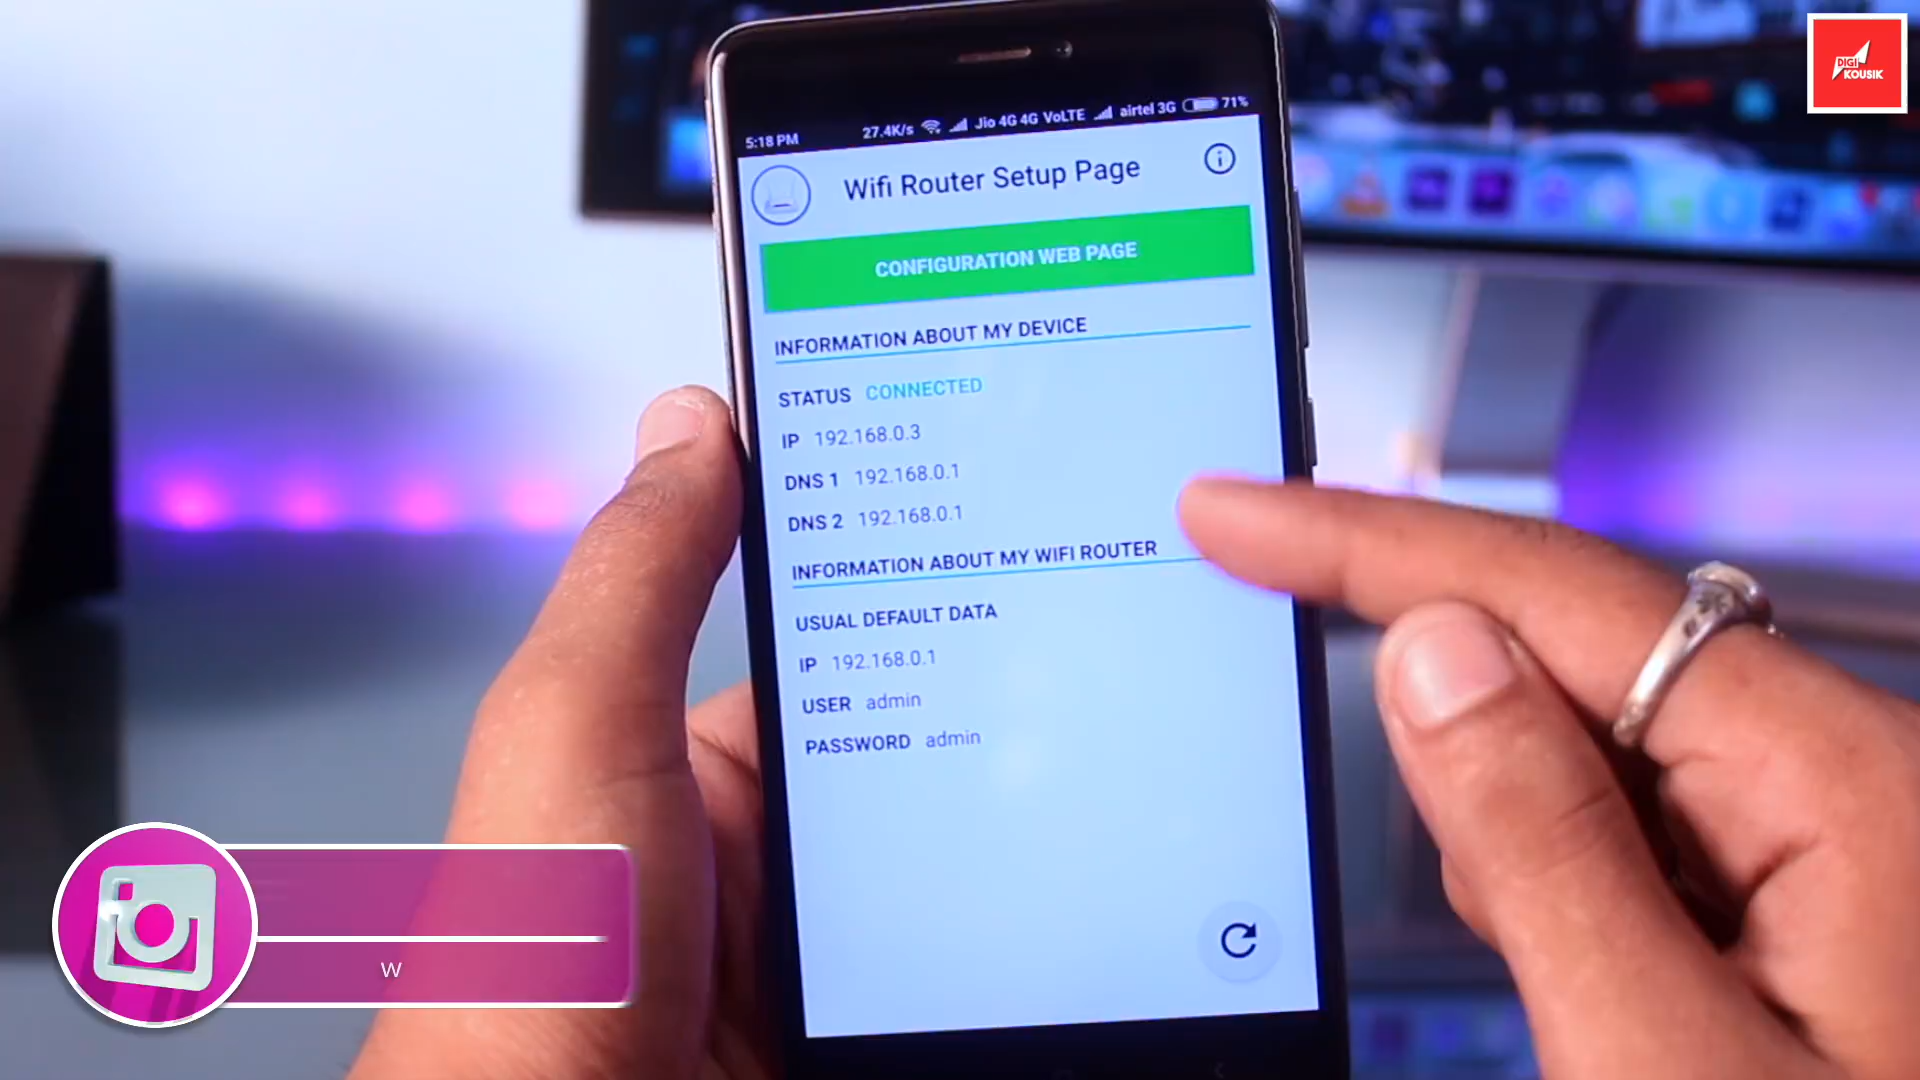 DIGI
KOUSIK
5:18 PM 27.4K/s Jio 4G 4G VoLTE airtel 3G 71%
Wifi Router Setup Page
CONFIGURATION WEB PAGE
INFORMATION ABOUT MY DEVICE
STATUS CONNECTED
IP 192.168.0.3
DNS 1 192.168.0.1
DNS 2 192.168.0.1
INFORMATION ABOUT MY WIFI ROUTER
USUAL DEFAULT DATA
IP 192.168.0.1
USER admin
PASSWORD admin
W